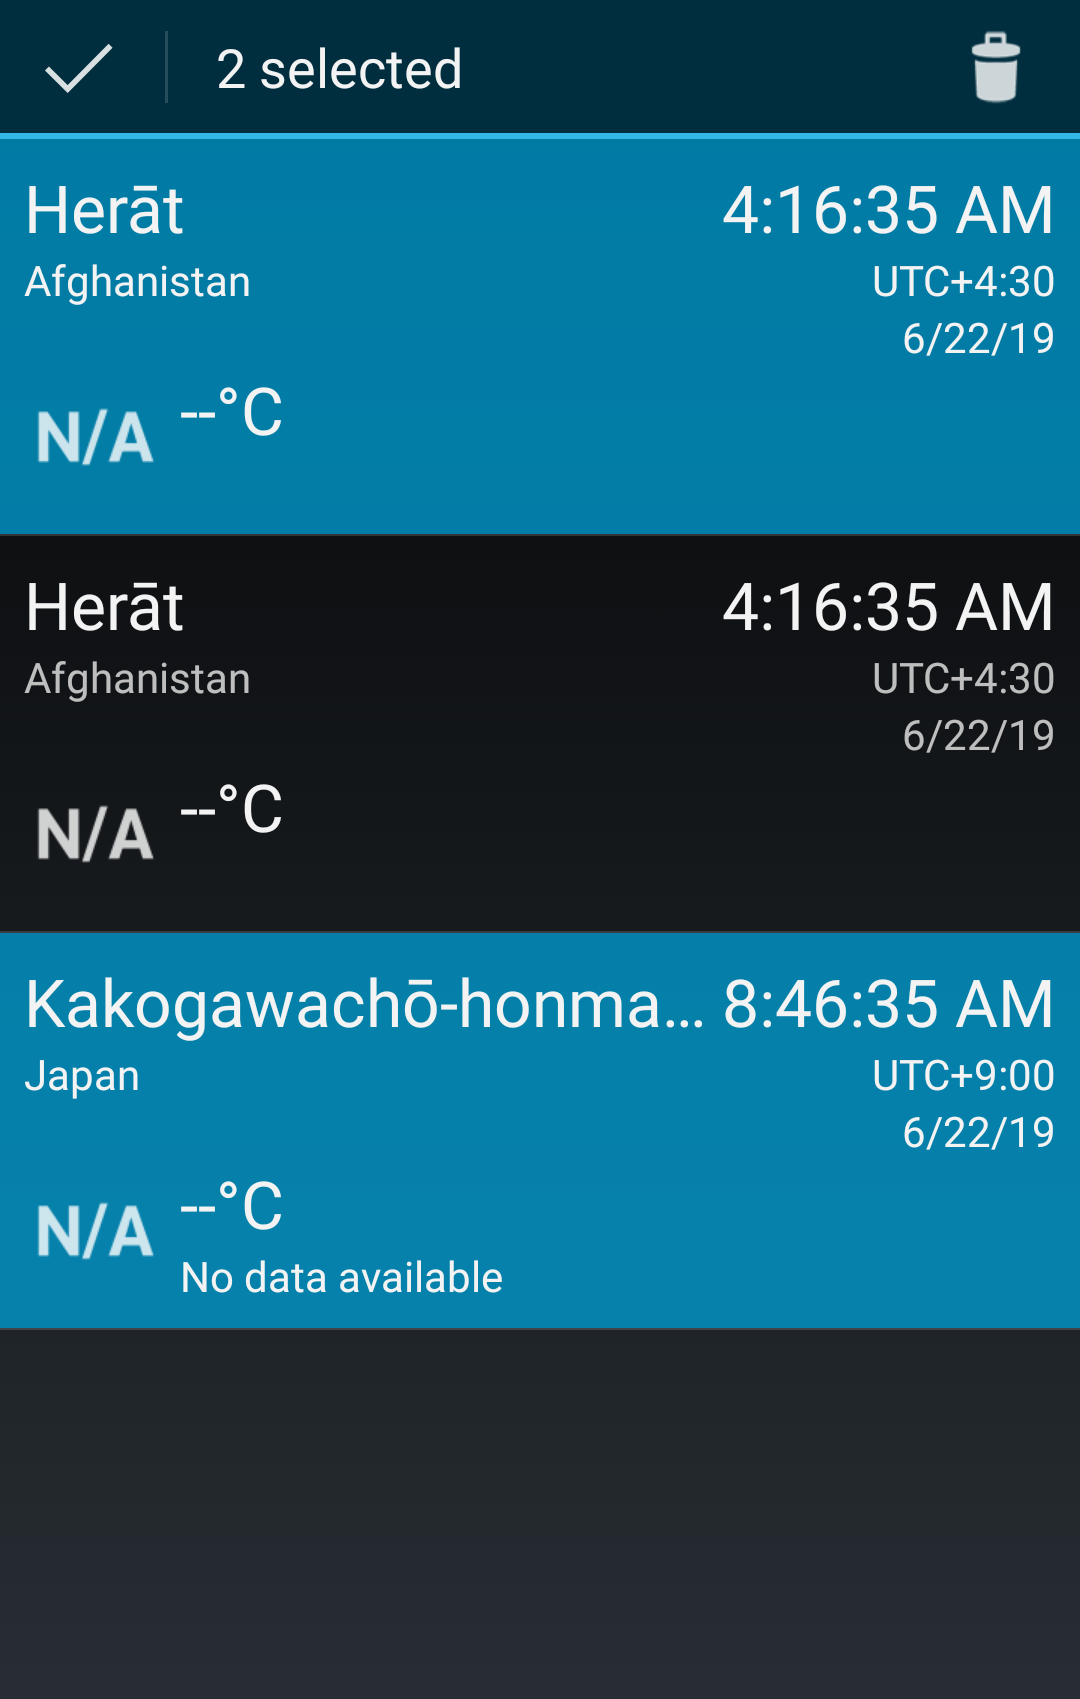 2 selected
Herāt 4:16:35 AM
Afghanistan UTC+4:30
6/22/19
N/A --°C
Herāt 4:16:35 AM
Afghanistan UTC+4:30
6/22/19
N/A --°C
Kakogawachō-honma… 8:46:35 AM
Japan UTC+9:00
6/22/19
N/A --°C
No data available